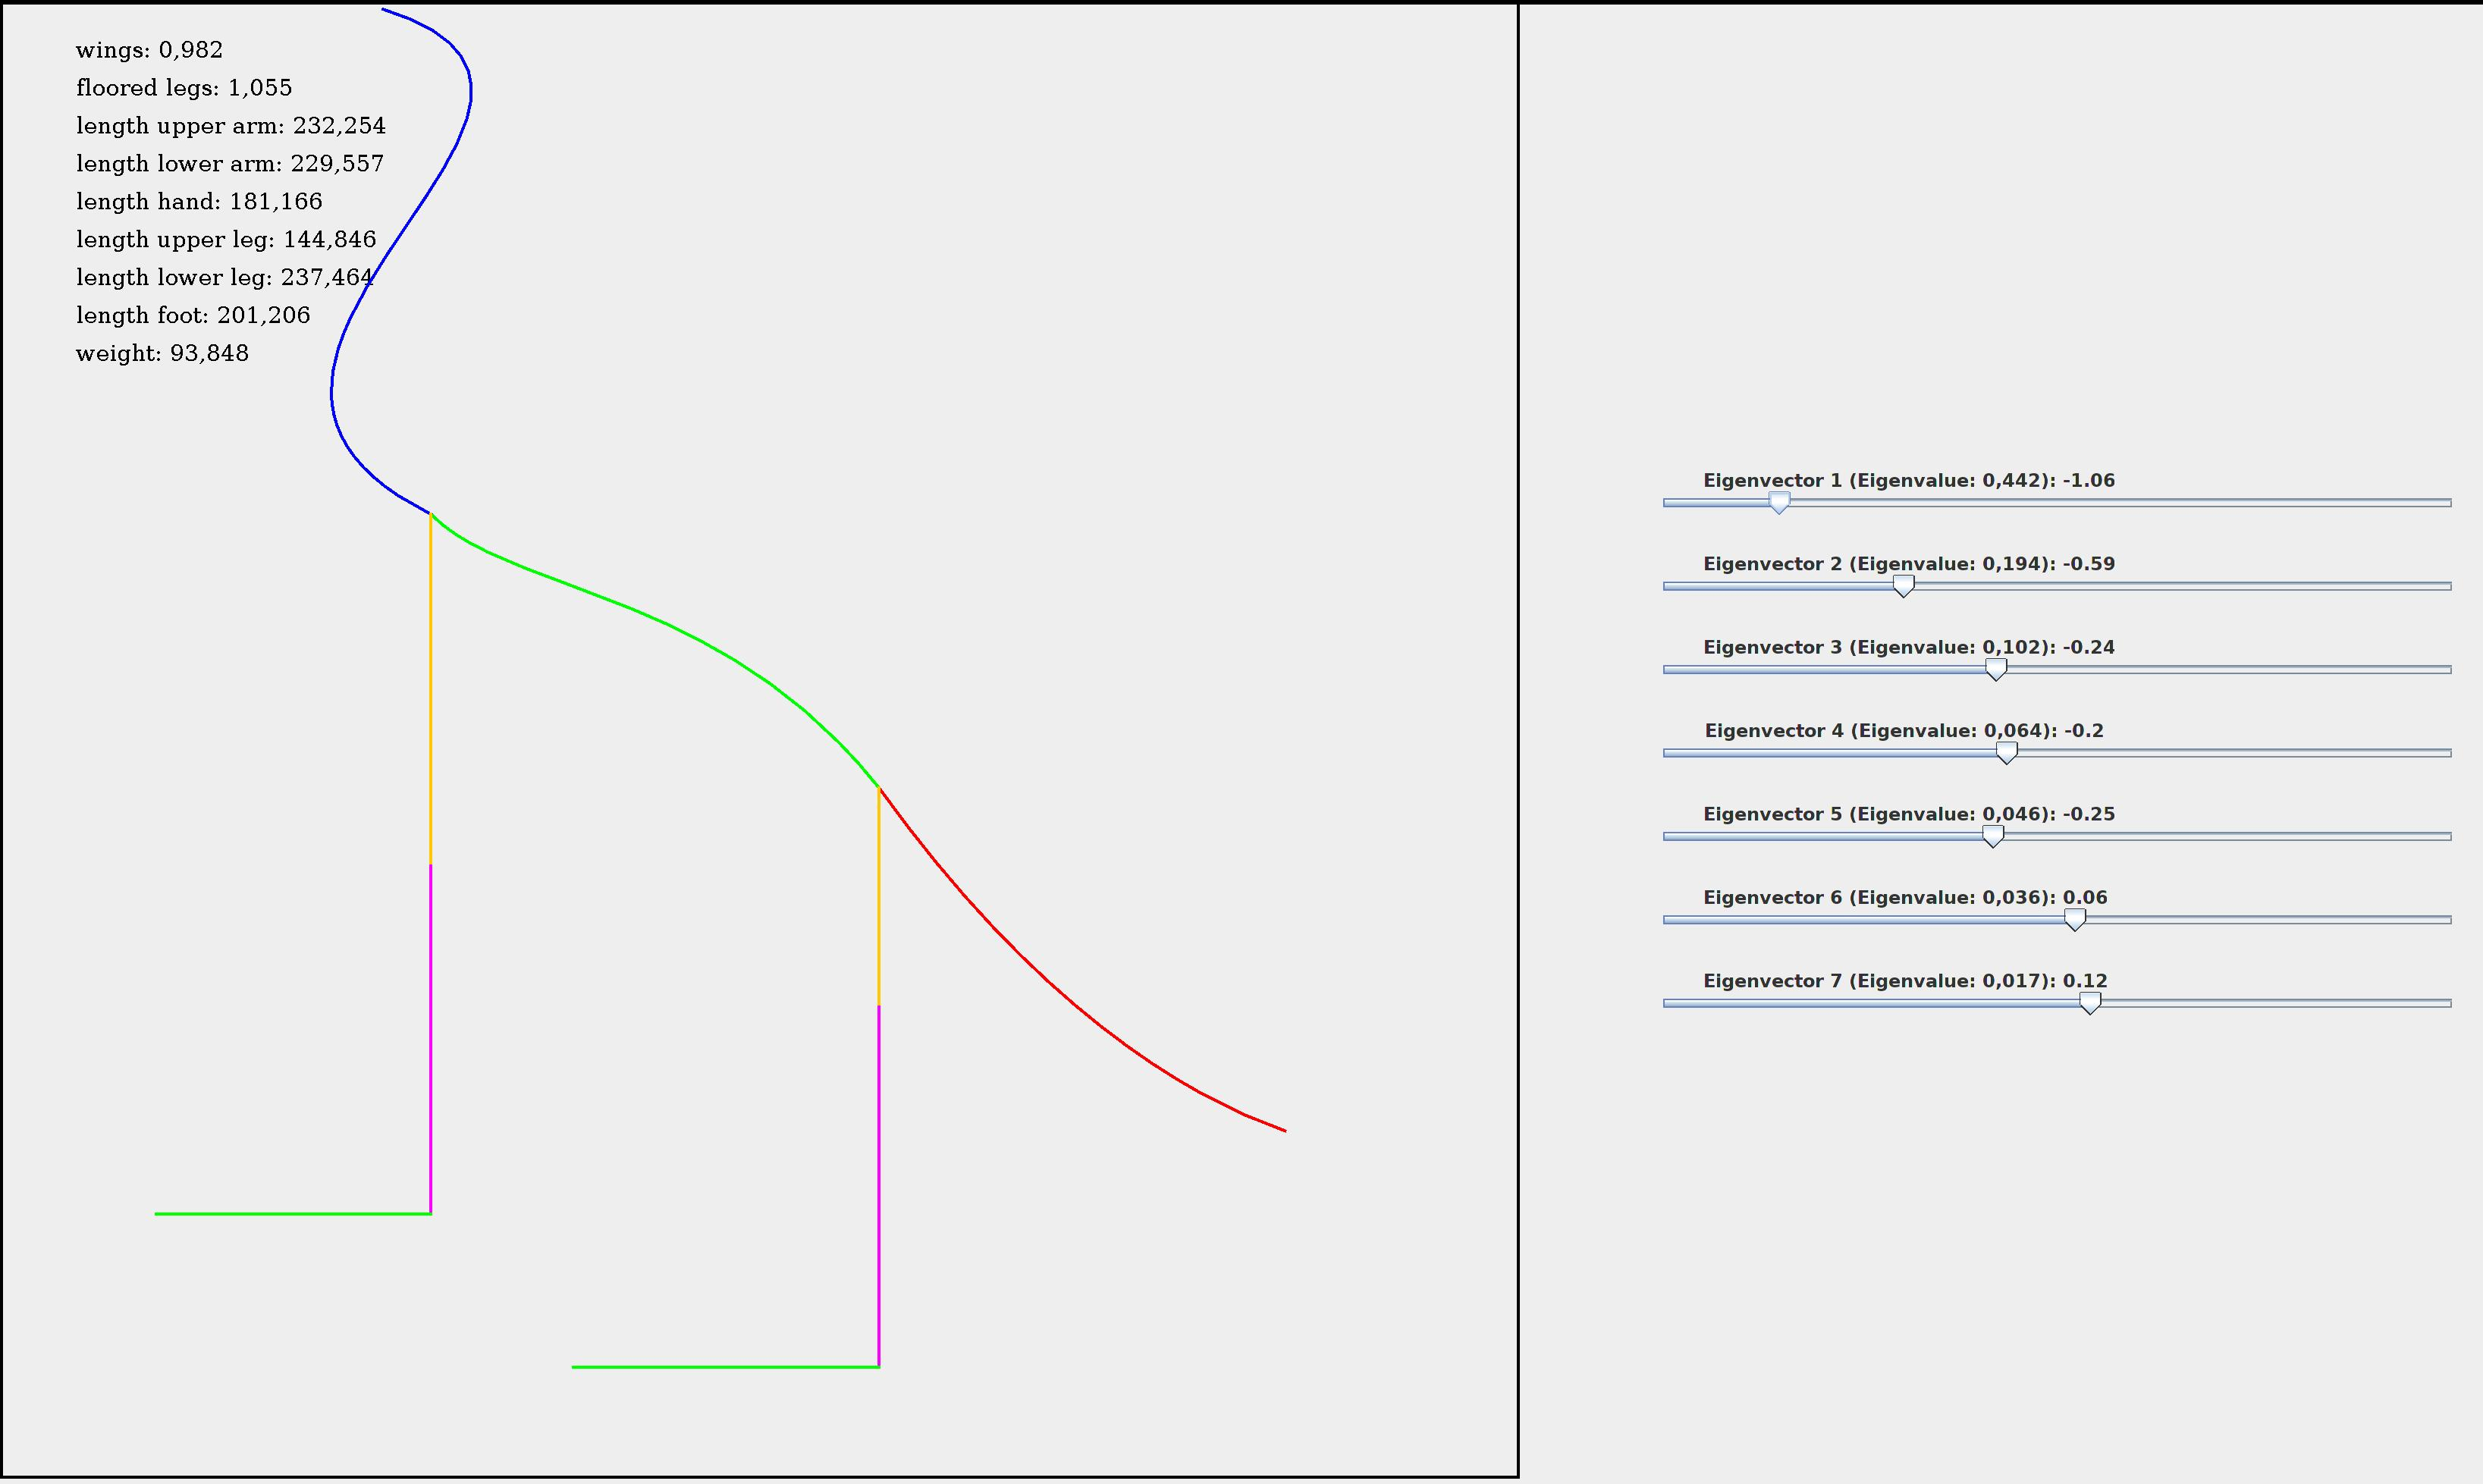 wings: 0,982
floored legs: 1,055
length upper arm: 232,254
length lower arm: 229,557
length hand: 181,166
length upper leg: 144,846
length lower leg: 237,464
length foot: 201,206
weight: 93,848
Eigenvector 1 (Eigenvalue: 0,442): -1.06
Eigenvector 2 (Eigenvalue: 0,194): -0.59
Eigenvector 3 (Eigenvalue: 0,102): -0.24
Eigenvector 4 (Eigenvalue: 0,064): -0.2
Eigenvector 5 (Eigenvalue: 0,046): -0.25
Eigenvector 6 (Eigenvalue: 0,036): 0.06
Eigenvector 7 (Eigenvalue: 0,017): 0.12